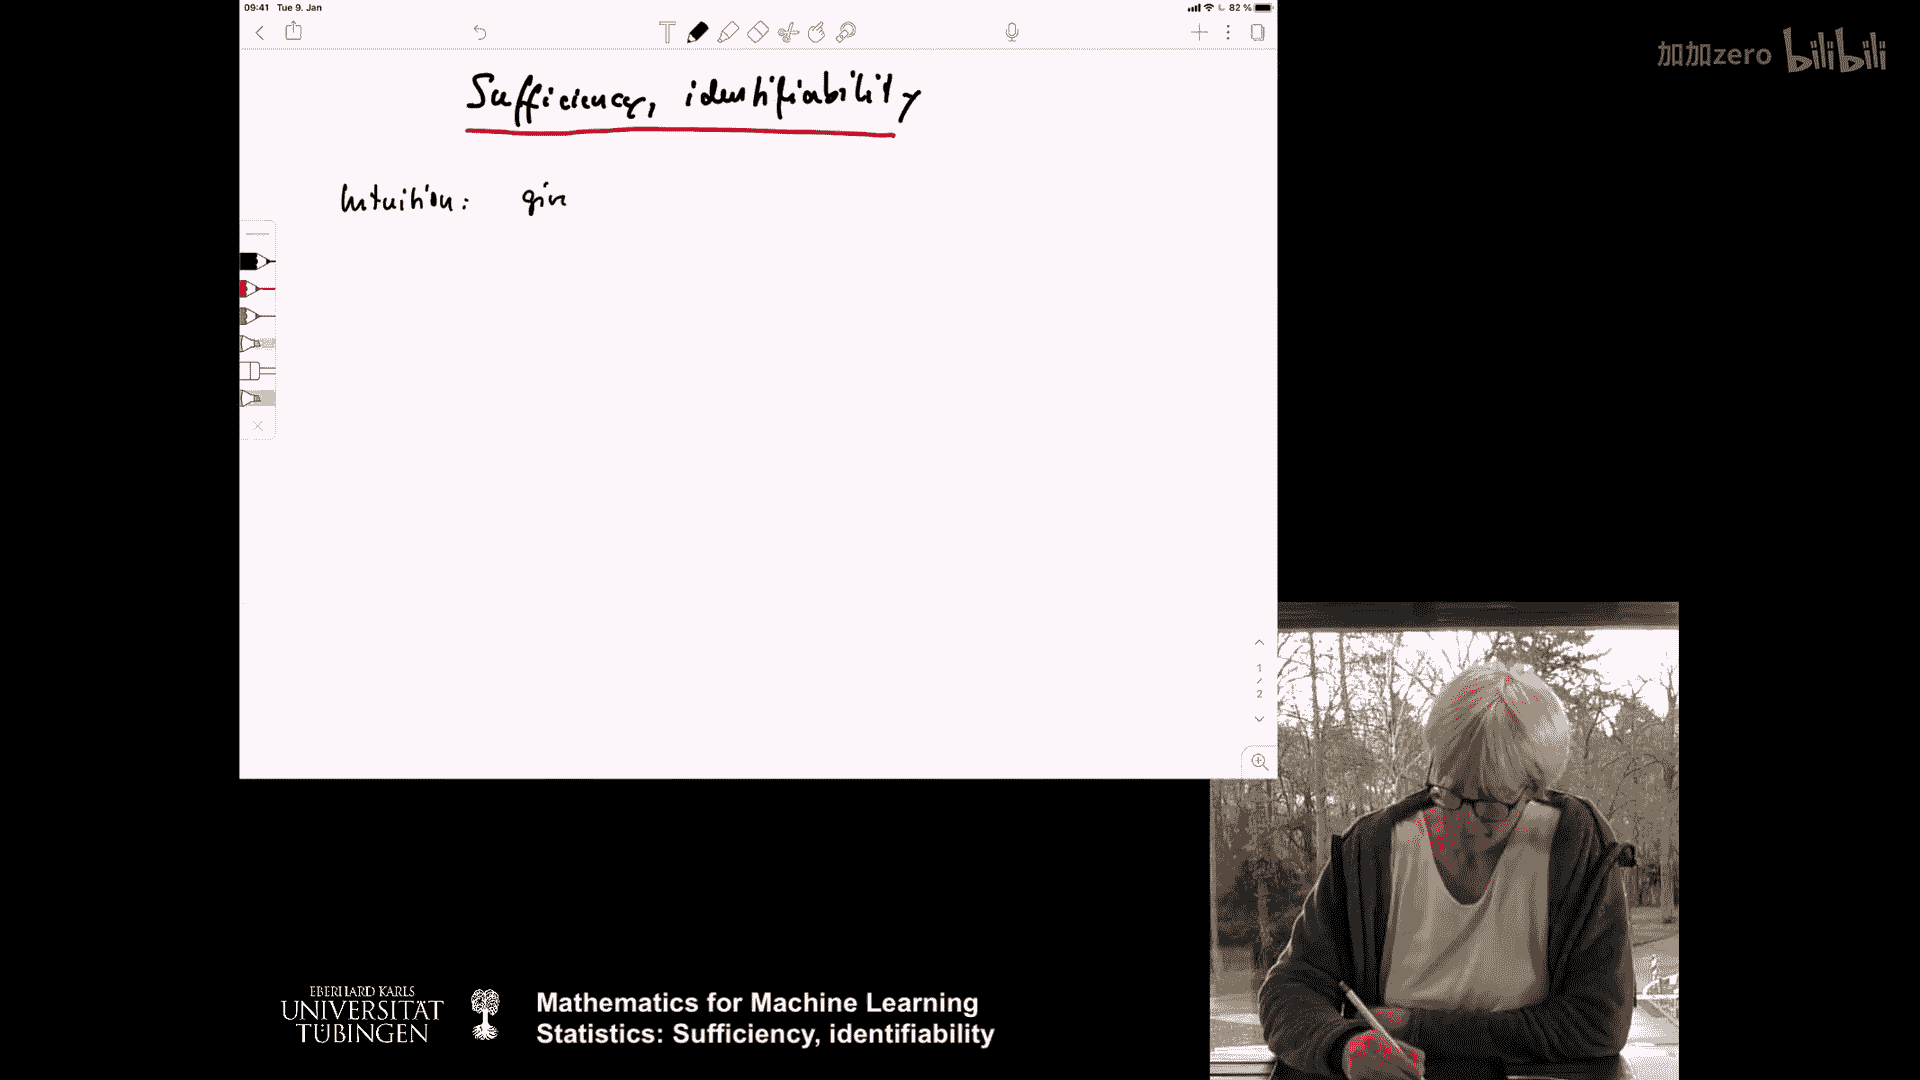 09:41 Tue 9. Jan
82 %
加加zero bilibili
T
Sufficiency, identifiability
Intuition: giv
1
/
2
EBERHARD KARLS
UNIVERSITÄT
TÜBINGEN
Mathematics for Machine Learning
Statistics: Sufficiency, identifiability